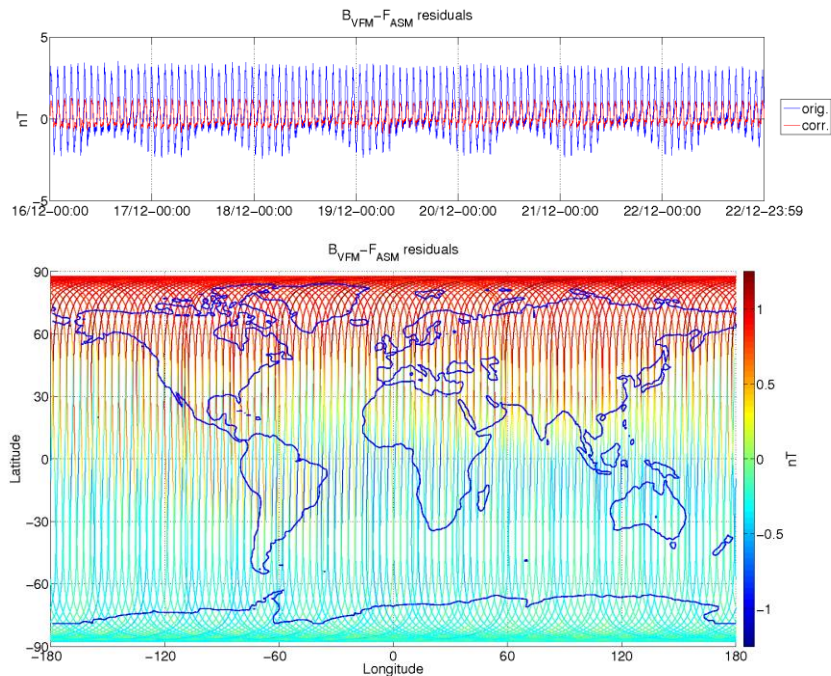 B_VFM−F_ASM residuals
5
0
−5
nT
16/12−00:00 17/12−00:00 18/12−00:00 19/12−00:00 20/12−00:00 21/12−00:00 22/12−00:00 22/12−23:59
orig.
corr.
B_VFM−F_ASM residuals
90
60
30
0
−30
−60
−90
Latitude
−180 −120 −60 0 60 120 180
Longitude
1
0.5
0
−0.5
−1
nT